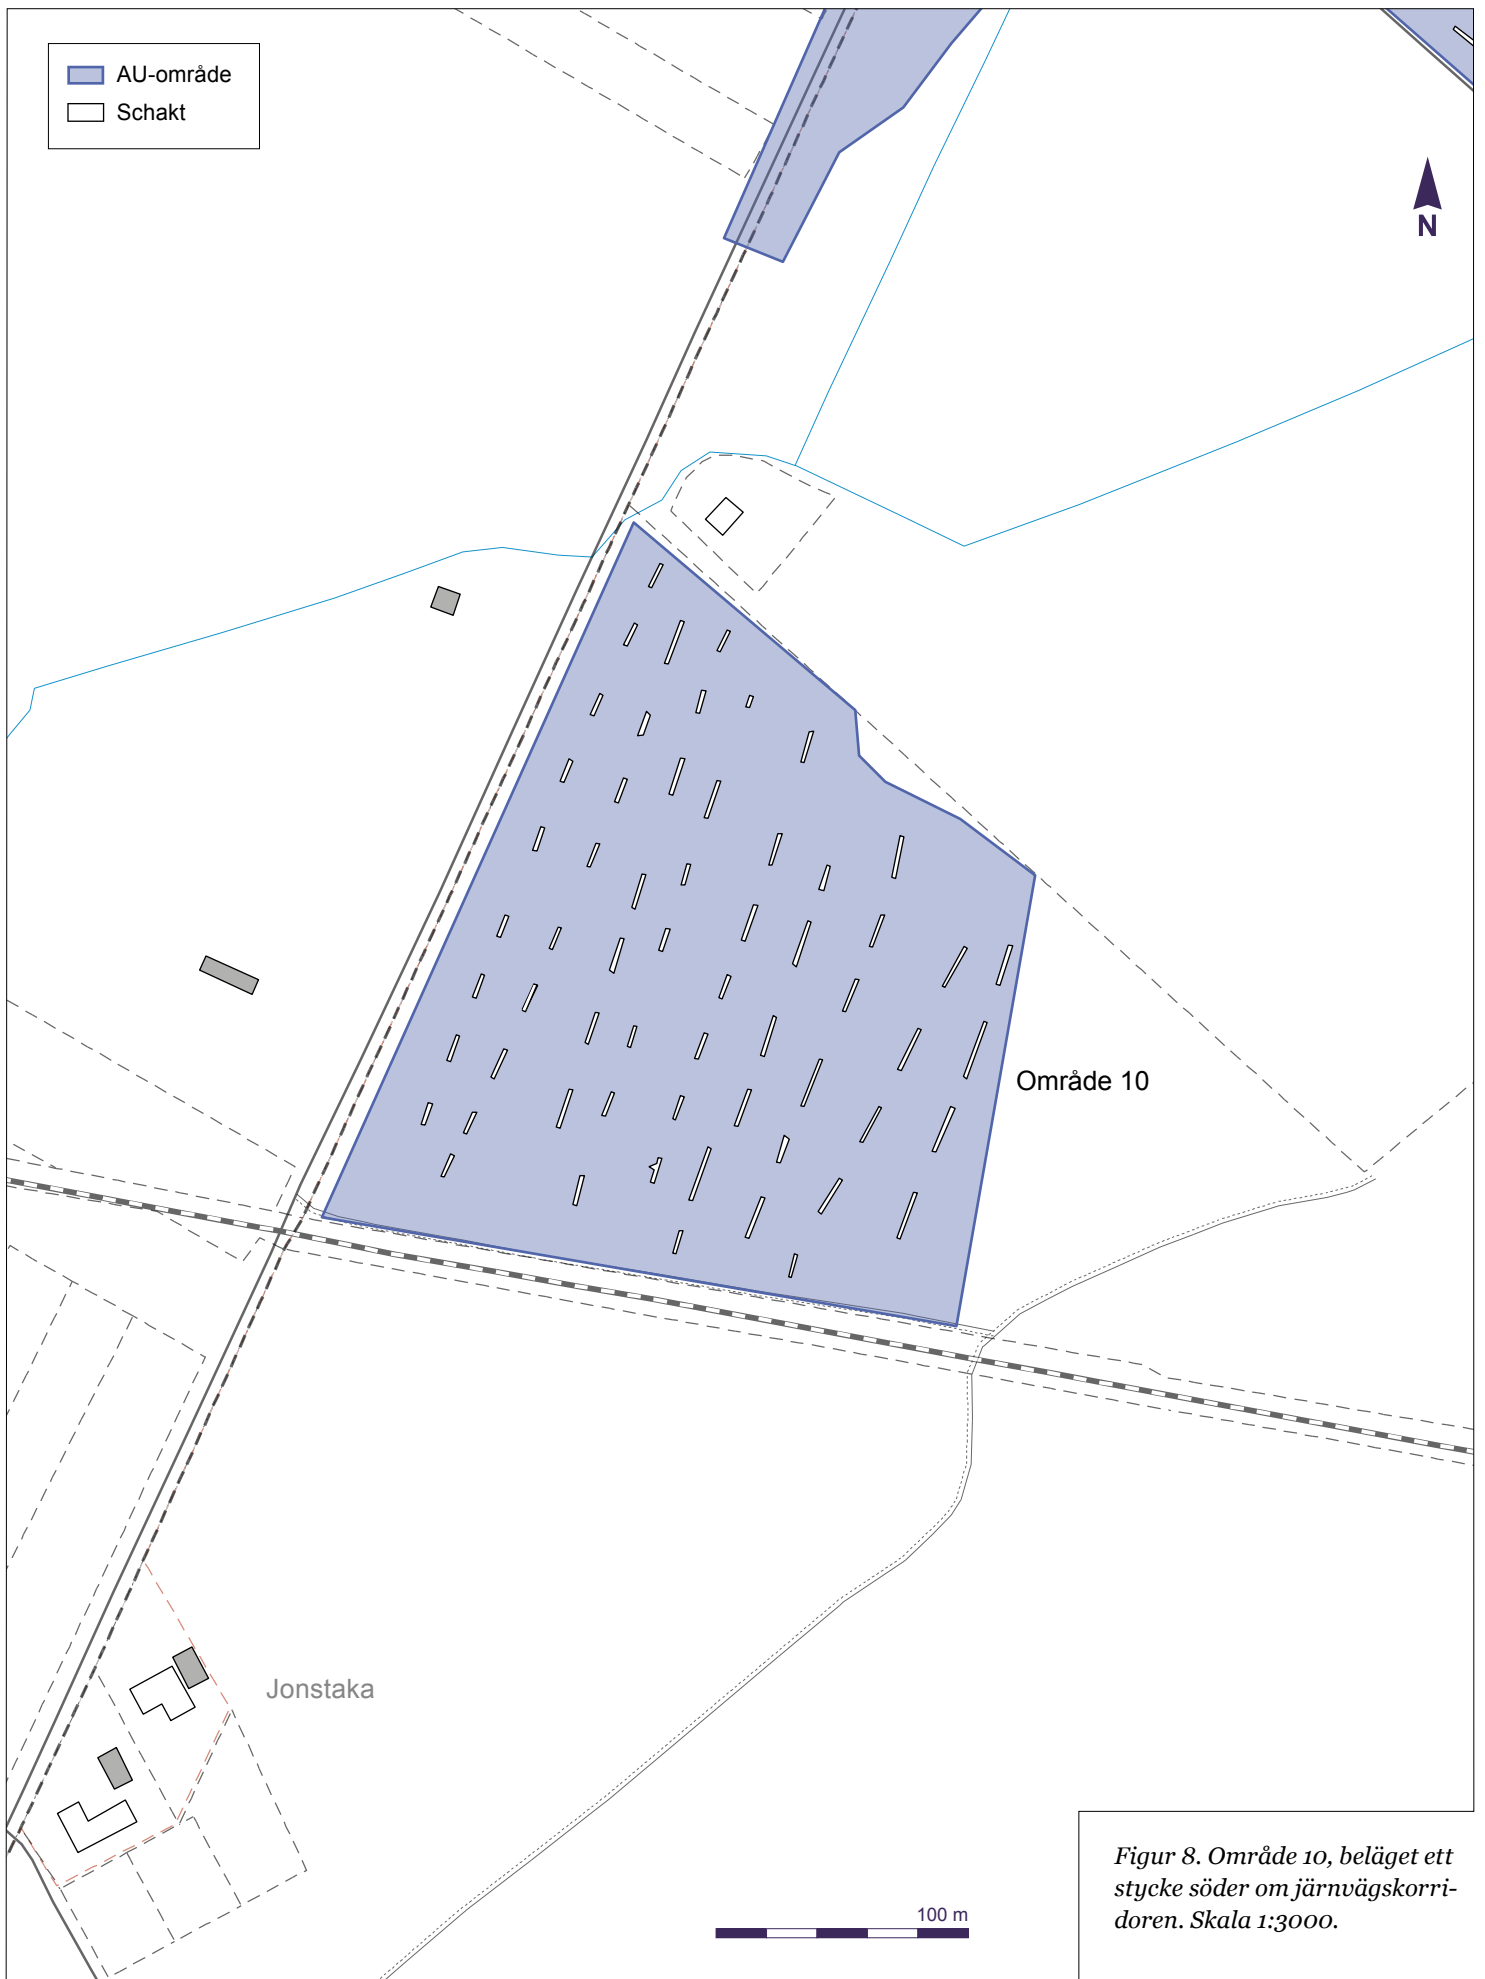 AU-område
Schakt
N
Område 10
Jonstaka
100 m
Figur 8. Område 10, beläget ett
stycke söder om järnvägskorri-
doren. Skala 1:3000.